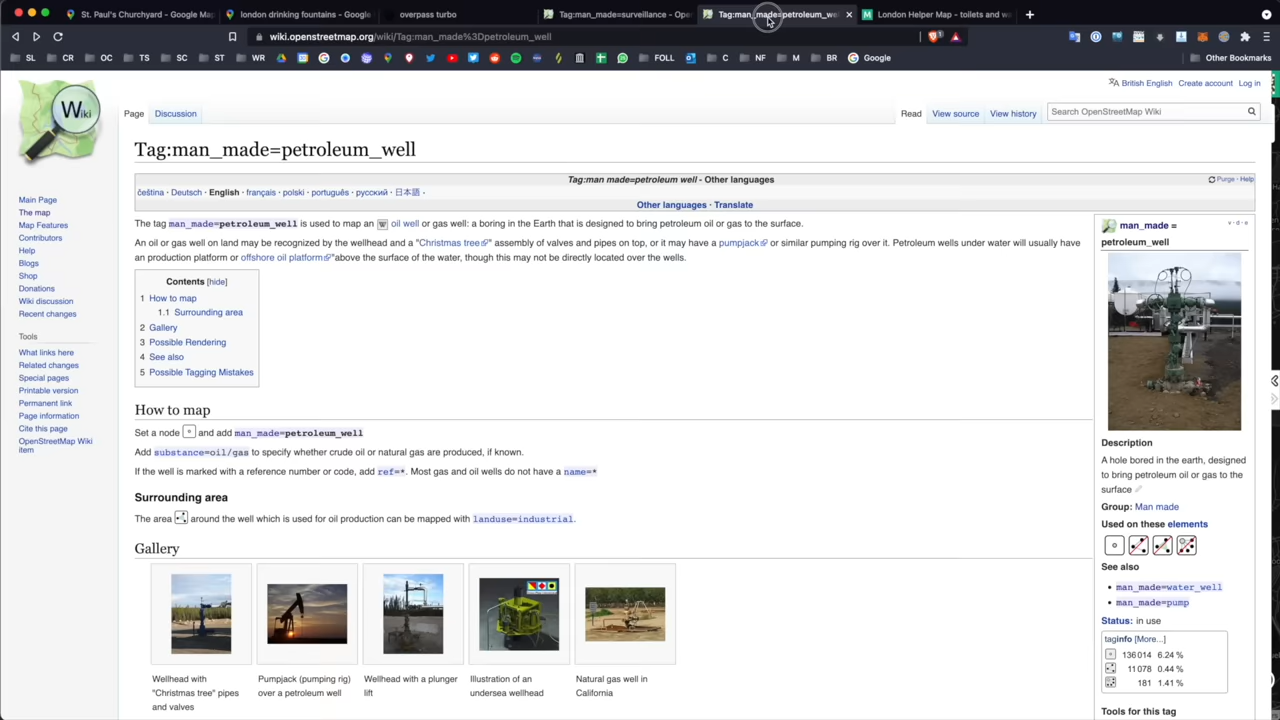 St. Paul's Churchyard - Google Ma
london drinking fountains - Google
overpass turbo
Tag:man_made=surveillance - Ope
Tag:man_made=petroleum_we
London Helper Map - toilets and w
wiki.openstreetmap.org/wiki/Tag:man_made%3Dpetroleum_well
SL
CR
OC
TS
SC
ST
WR
FOLL
C
NF
M
BR
Google
Other Bookmarks
British English
Create account
Log in
Page
Discussion
Read
View source
View history
Search OpenStreetMap Wiki
Wiki
Tag:man_made=petroleum_well
Tag:man made=petroleum well - Other languages
Purge · Help
čeština · Deutsch · English · français · polski · português · русский · 日本語 ·
Other languages · Translate
The tag man_made=petroleum_well is used to map an W oil well or gas well: a boring in the Earth that is designed to bring petroleum oil or gas to the surface.
An oil or gas well on land may be recognized by the wellhead and a "Christmas tree" assembly of valves and pipes on top, or it may have a pumpjack or similar pumping rig over it. Petroleum wells under water will usually have
an production platform or offshore oil platform"above the surface of the water, though this may not be directly located over the wells.
Contents [hide]
1 How to map
1.1 Surrounding area
2 Gallery
3 Possible Rendering
4 See also
5 Possible Tagging Mistakes
How to map
Set a node and add man_made=petroleum_well
Add substance=oil/gas to specify whether crude oil or natural gas are produced, if known.
If the well is marked with a reference number or code, add ref=*. Most gas and oil wells do not have a name=*
Surrounding area
The area around the well which is used for oil production can be mapped with landuse=industrial.
Gallery
Wellhead with
"Christmas tree" pipes
and valves
Pumpjack (pumping rig)
over a petroleum well
Wellhead with a plunger
lift
Illustration of an
undersea wellhead
Natural gas well in
California
Main Page
The map
Map Features
Contributors
Help
Blogs
Shop
Donations
Wiki discussion
Recent changes
Tools
What links here
Related changes
Special pages
Printable version
Permanent link
Page information
Cite this page
OpenStreetMap Wiki
item
v · d · e
man_made =
petroleum_well
Description
A hole bored in the earth, designed
to bring petroleum oil or gas to the
surface
Group: Man made
Used on these elements
See also
• man_made=water_well
• man_made=pump
Status: in use
taginfo [More...]
136 014 6.24 %
11 078 0.44 %
181 1.41 %
Tools for this tag